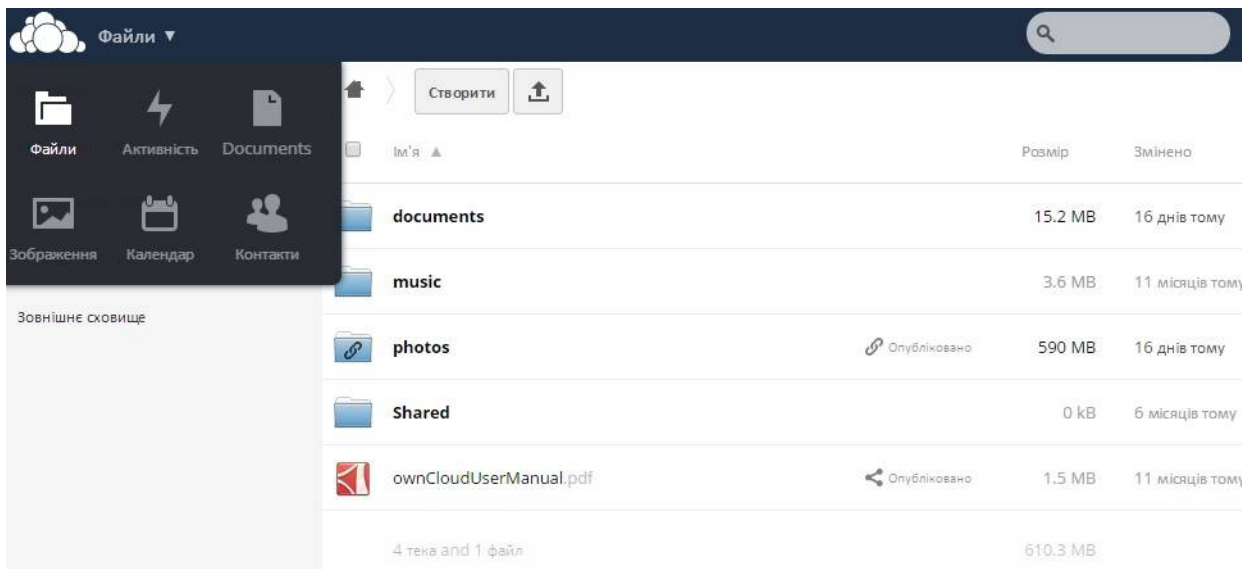 Файли ▼
Файли Активність Documents
Зображення Календар Контакти
Зовнішнє сховище
Створити
Ім'я ▲ Розмір Змінено
documents 15.2 MB 16 днів тому
music 3.6 MB 11 місяців тому
photos Опубліковано 590 MB 16 днів тому
Shared 0 kB 6 місяців тому
ownCloudUserManual.pdf Опубліковано 1.5 MB 11 місяців тому
4 тека and 1 файл 610.3 MB